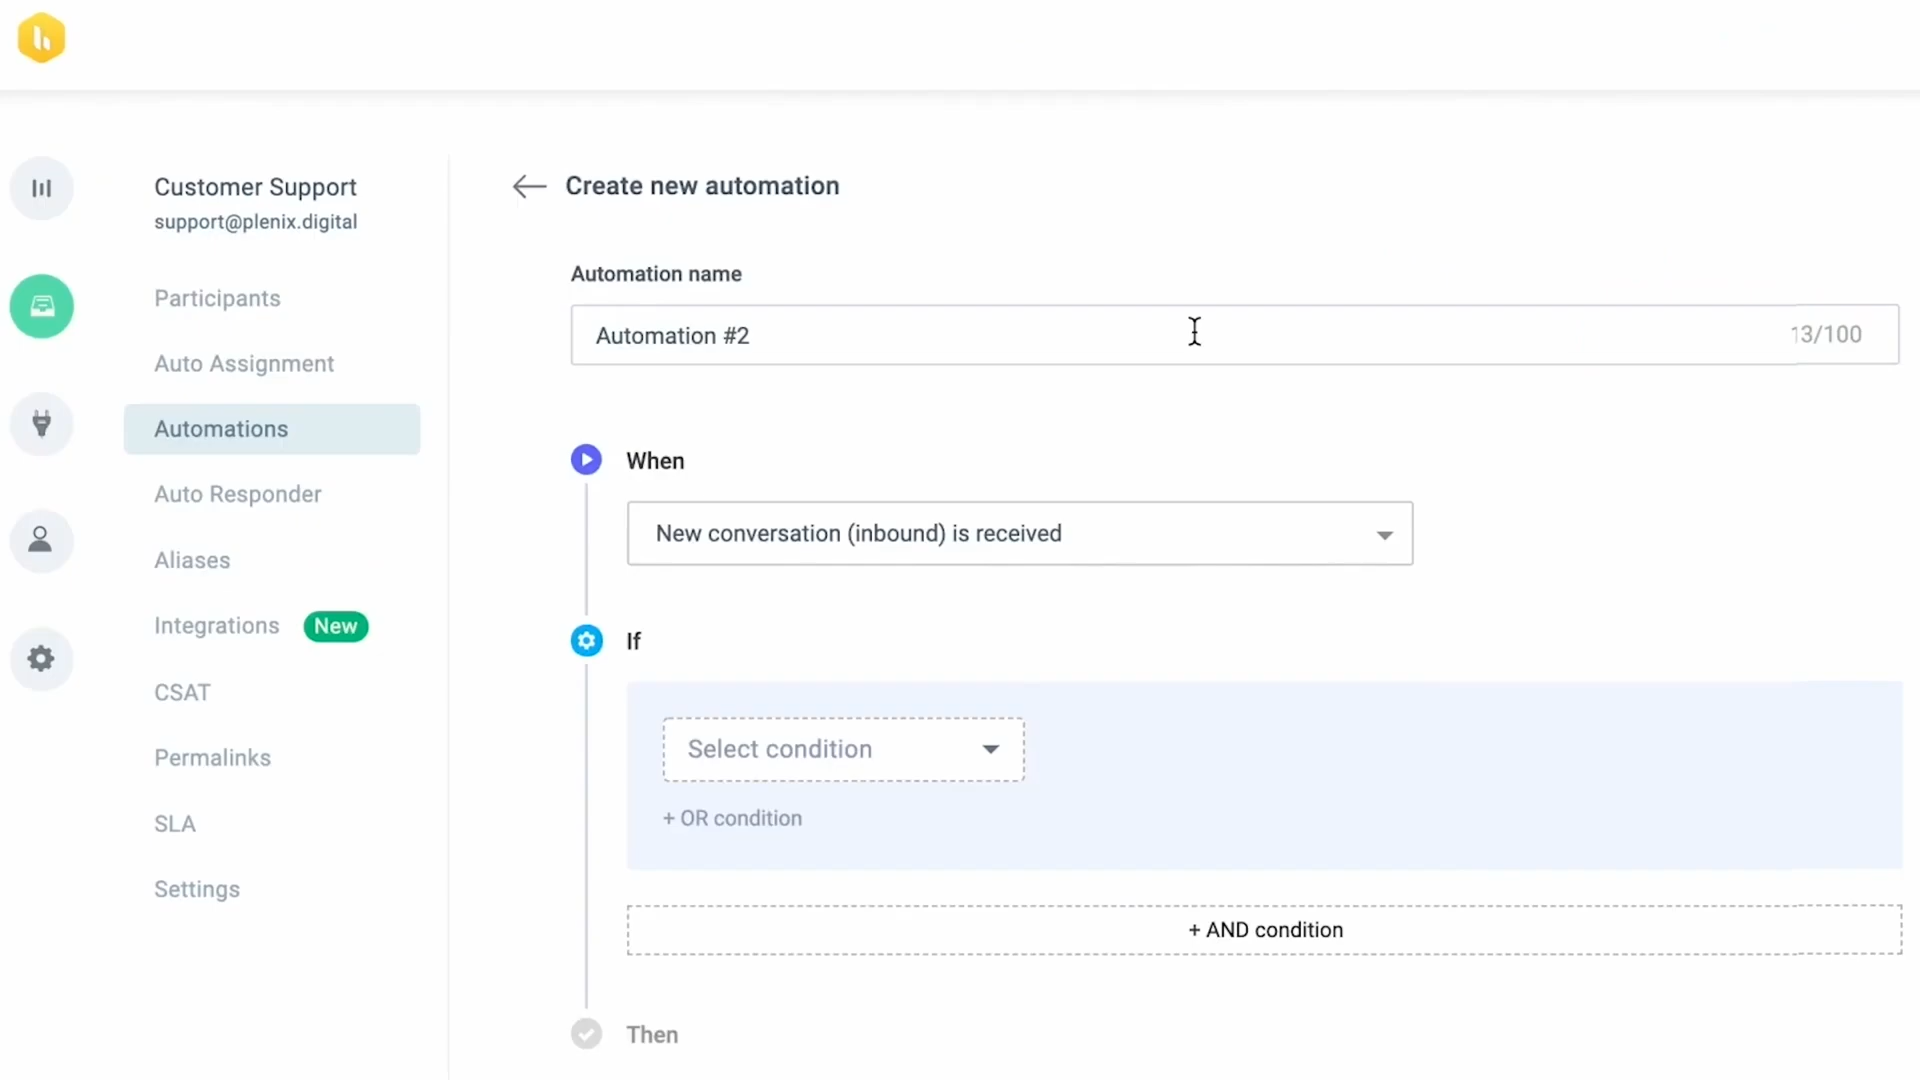 Customer Support
support@plenix.digital
Participants
Auto Assignment
Automations
Auto Responder
Aliases
Integrations New
CSAT
Permalinks
SLA
Settings
Create new automation
Automation name
Automation #2
13/100
When
New conversation (inbound) is received
If
Select condition
+ OR condition
+ AND condition
Then